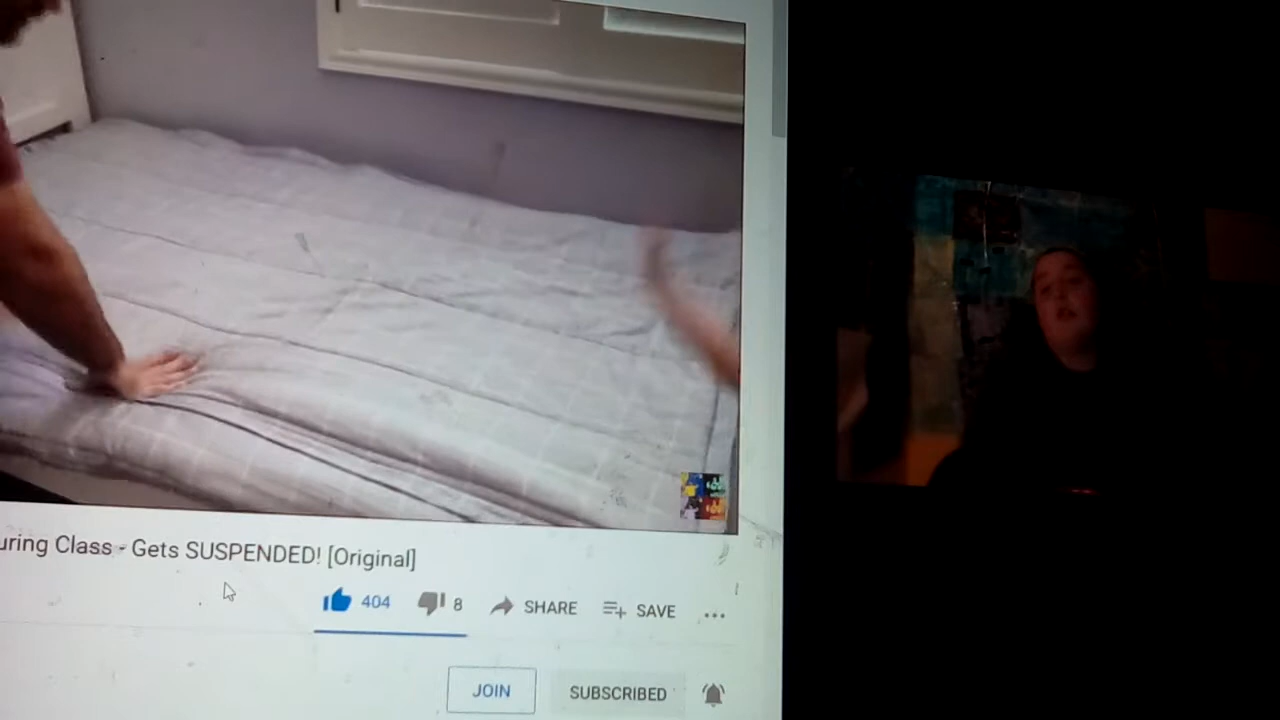 uring Class - Gets SUSPENDED! [Original]
404 8 SHARE SAVE
JOIN SUBSCRIBED